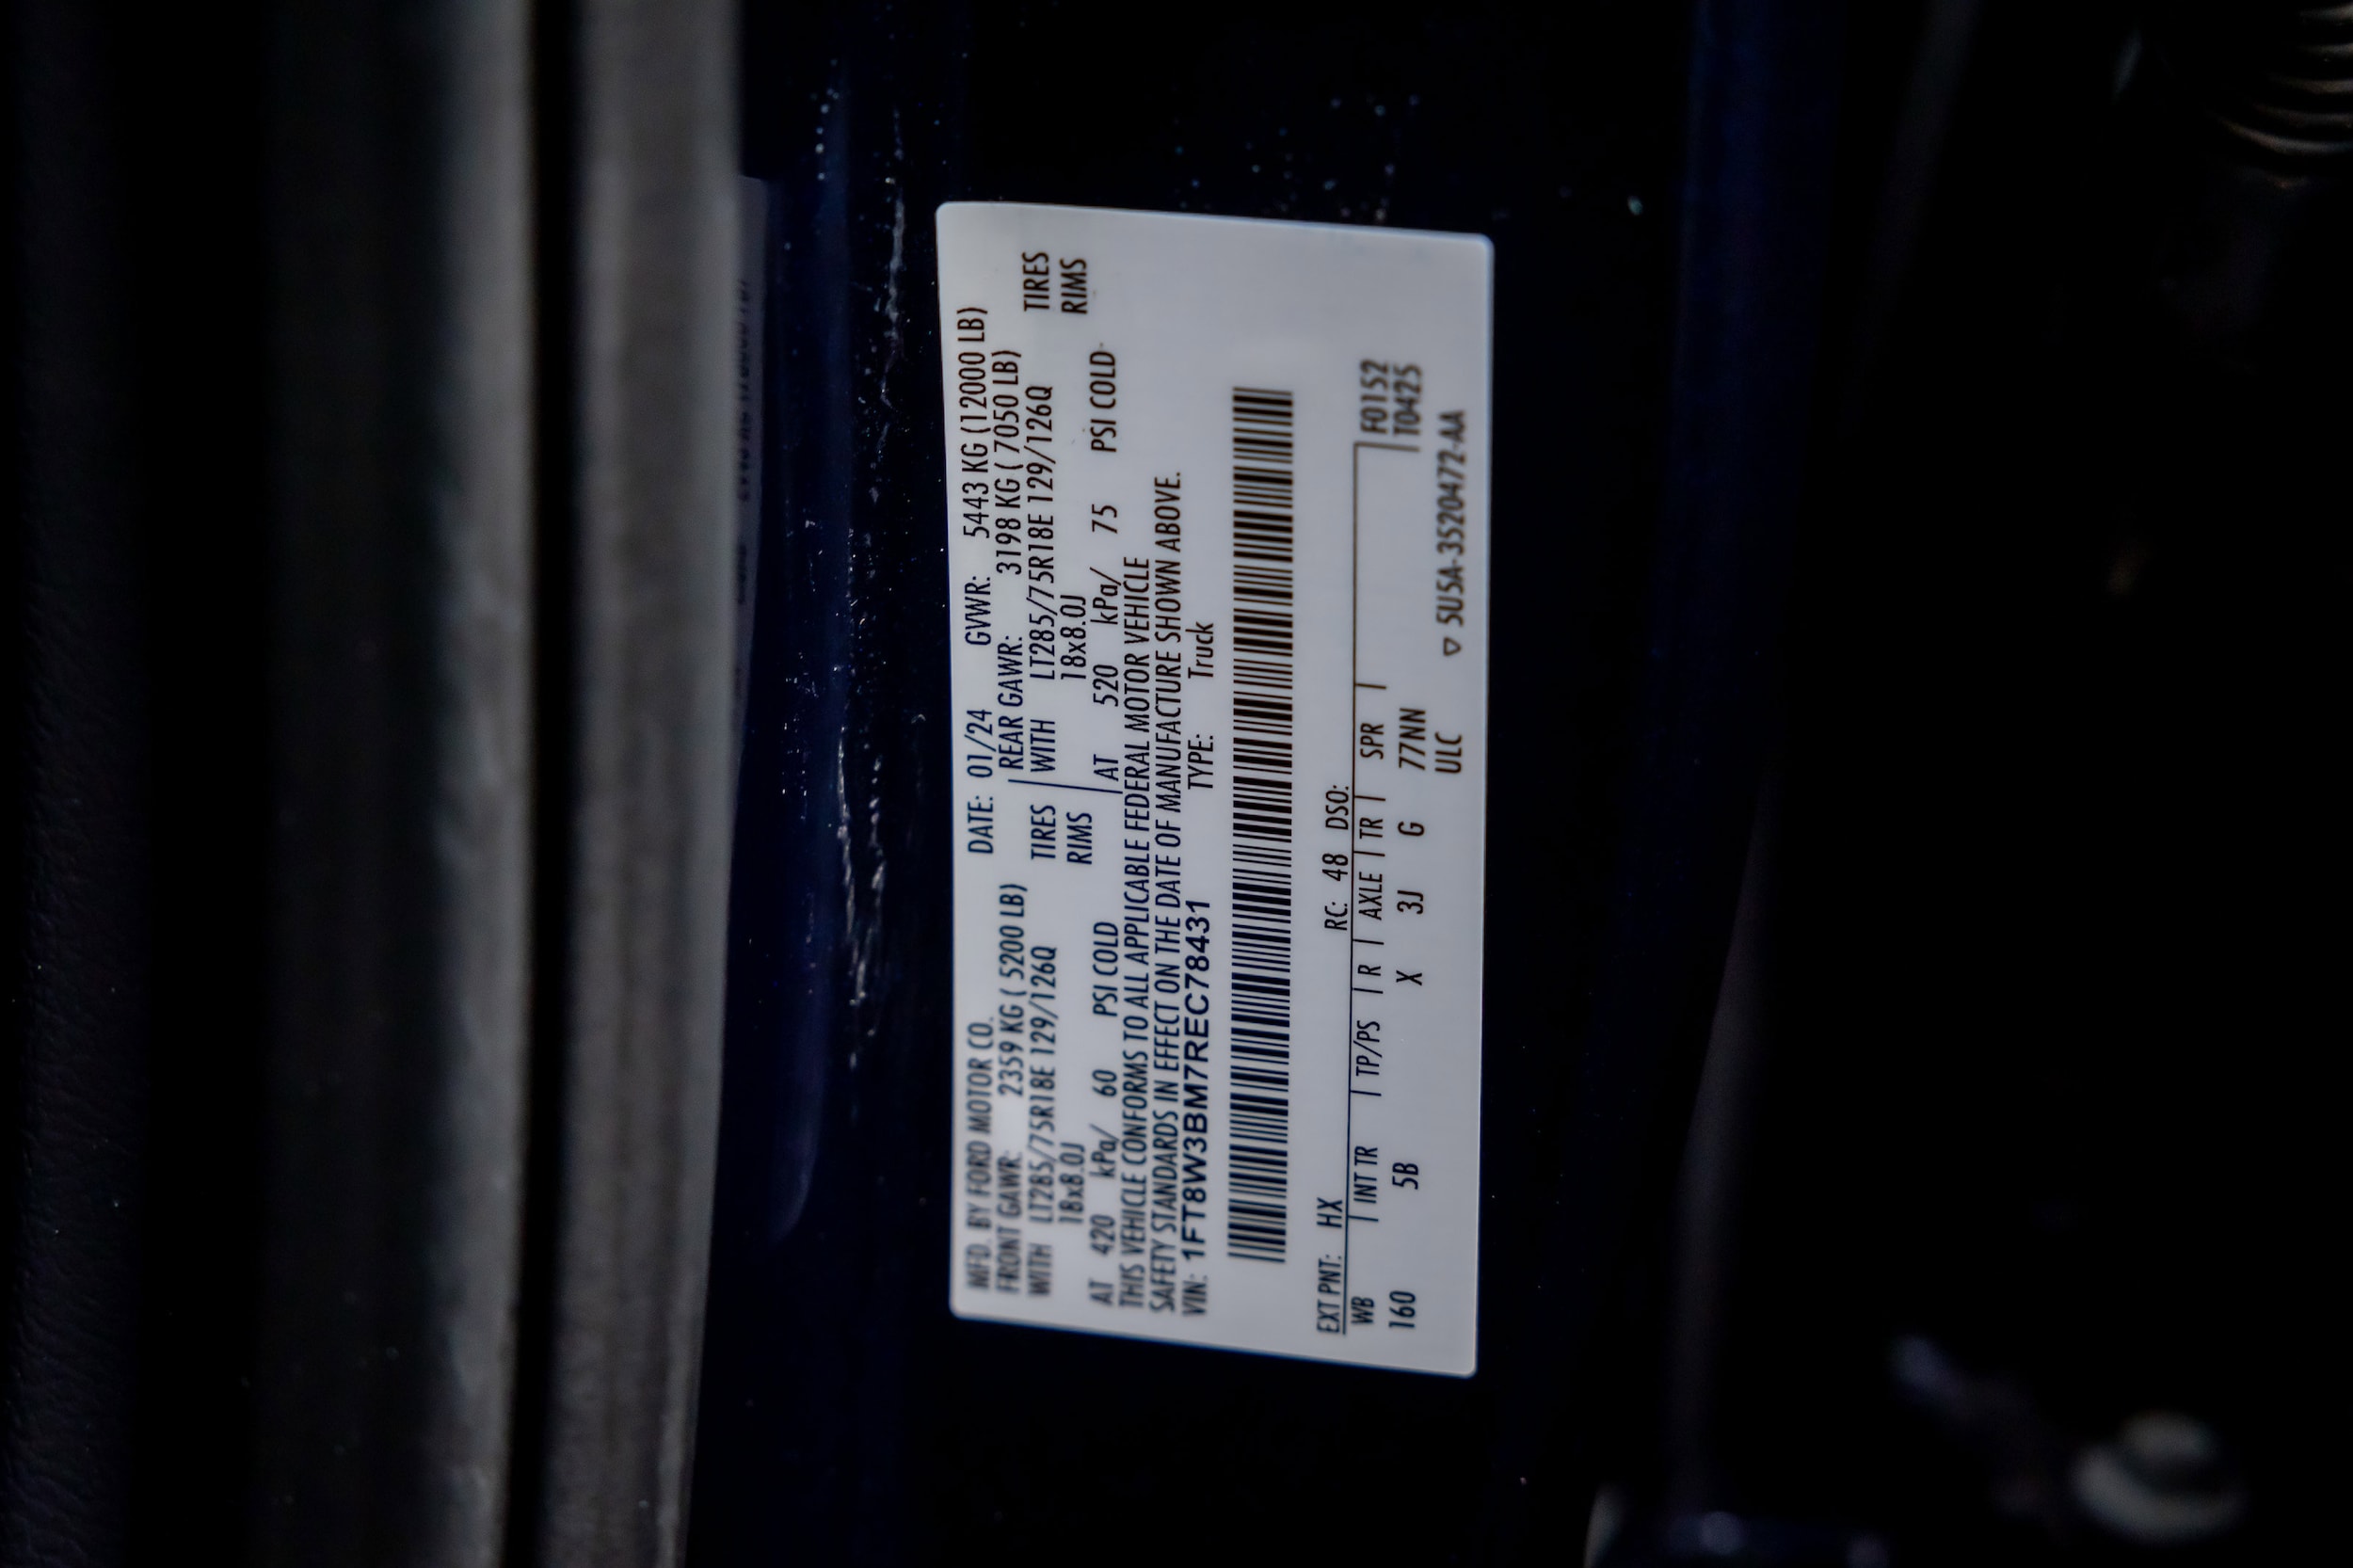 MFD. BY FORD MOTOR CO. DATE: 01/24 GVWR: 5443 KG (12000 LB)
FRONT GAWR: 2359 KG ( 5200 LB) REAR GAWR: 3198 KG ( 7050 LB)
WITH LT285/75R18E 129/126Q TIRES WITH LT285/75R18E 129/126Q TIRES
18x8.0J RIMS 18x8.0J RIMS
AT 420 kPa/ 60 PSI COLD AT 520 kPa/ 75 PSI COLD
THIS VEHICLE CONFORMS TO ALL APPLICABLE FEDERAL MOTOR VEHICLE
SAFETY STANDARDS IN EFFECT ON THE DATE OF MANUFACTURE SHOWN ABOVE.
VIN: 1FT8W3BM7REC78431 TYPE: Truck
EXT PNT: HX RC: 48 DSO:
WB INT TR TP/PS R AXLE TR SPR F0152
160 5B X 3J G 77NN T0425
ULC ▽ 5U5A-3520472-AA